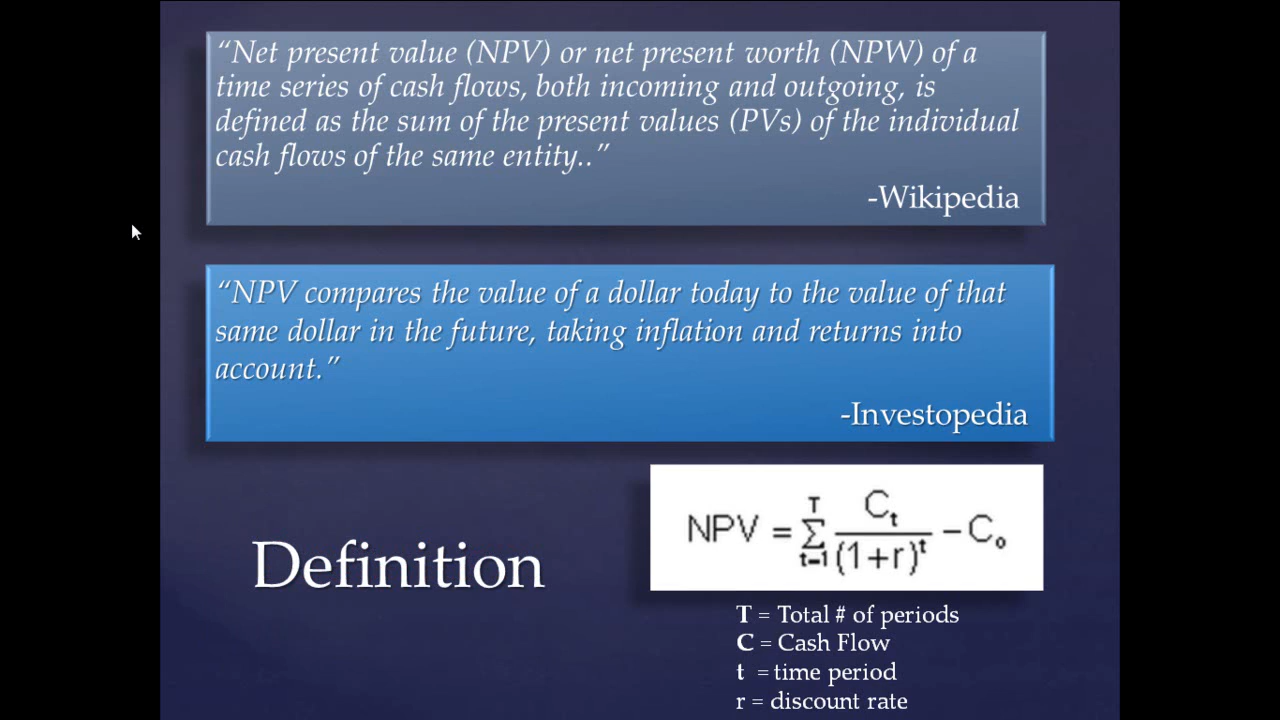 “Net present value (NPV) or net present worth (NPW) of a
time series of cash flows, both incoming and outgoing, is
defined as the sum of the present values (PVs) of the individual
cash flows of the same entity..”
-Wikipedia
“NPV compares the value of a dollar today to the value of that
same dollar in the future, taking inflation and returns into
account.”
-Investopedia
Definition
NPV = T Σ t=1 Ct / (1+r)^t − Co
T = Total # of periods
C = Cash Flow
t = time period
r = discount rate